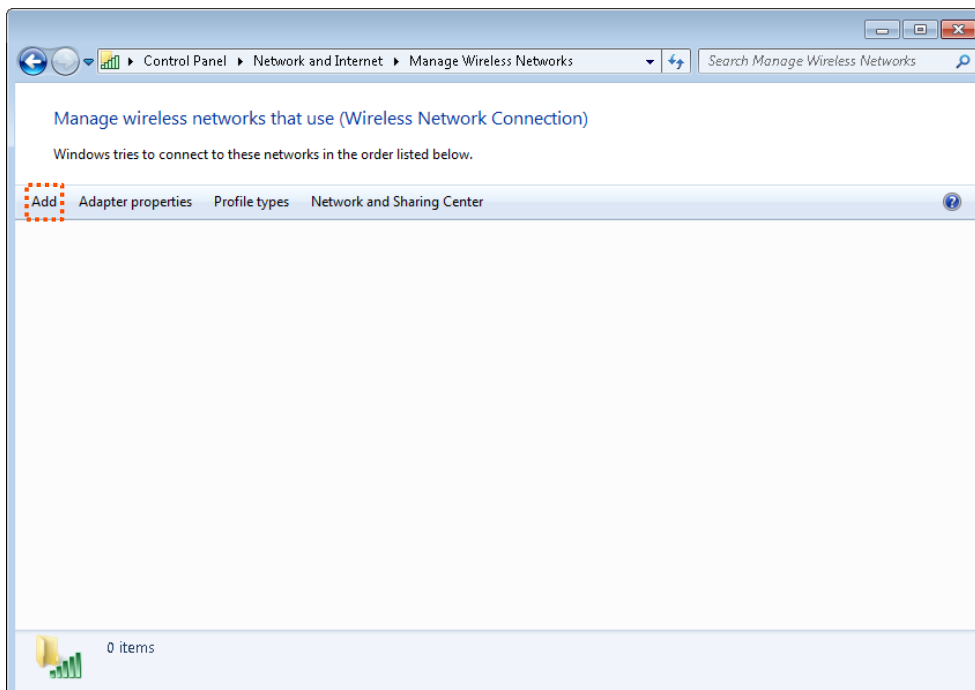 Control Panel Network and Internet Manage Wireless Networks Search Manage Wireless Networks
Manage wireless networks that use (Wireless Network Connection)
Windows tries to connect to these networks in the order listed below.
Add Adapter properties Profile types Network and Sharing Center
0 items